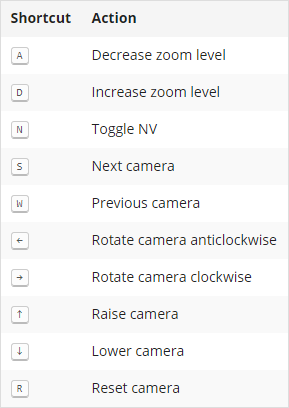 Shortcut Action
A Decrease zoom level
D Increase zoom level
N Toggle NV
S Next camera
W Previous camera
← Rotate camera anticlockwise
→ Rotate camera clockwise
↑ Raise camera
↓ Lower camera
R Reset camera